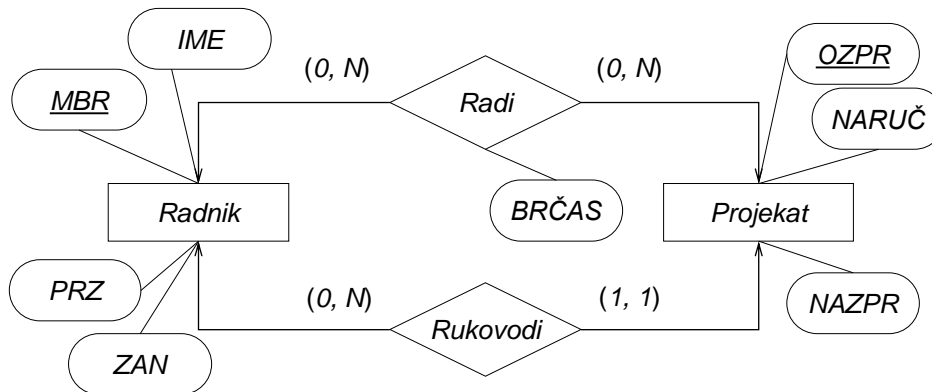 IME
(0, N)
(0, N)
OZPR
MBR
Radi
NARUČ
Radnik
BRČAS
Projekat
PRZ
(0, N)
(1, 1)
NAZPR
Rukovodi
ZAN